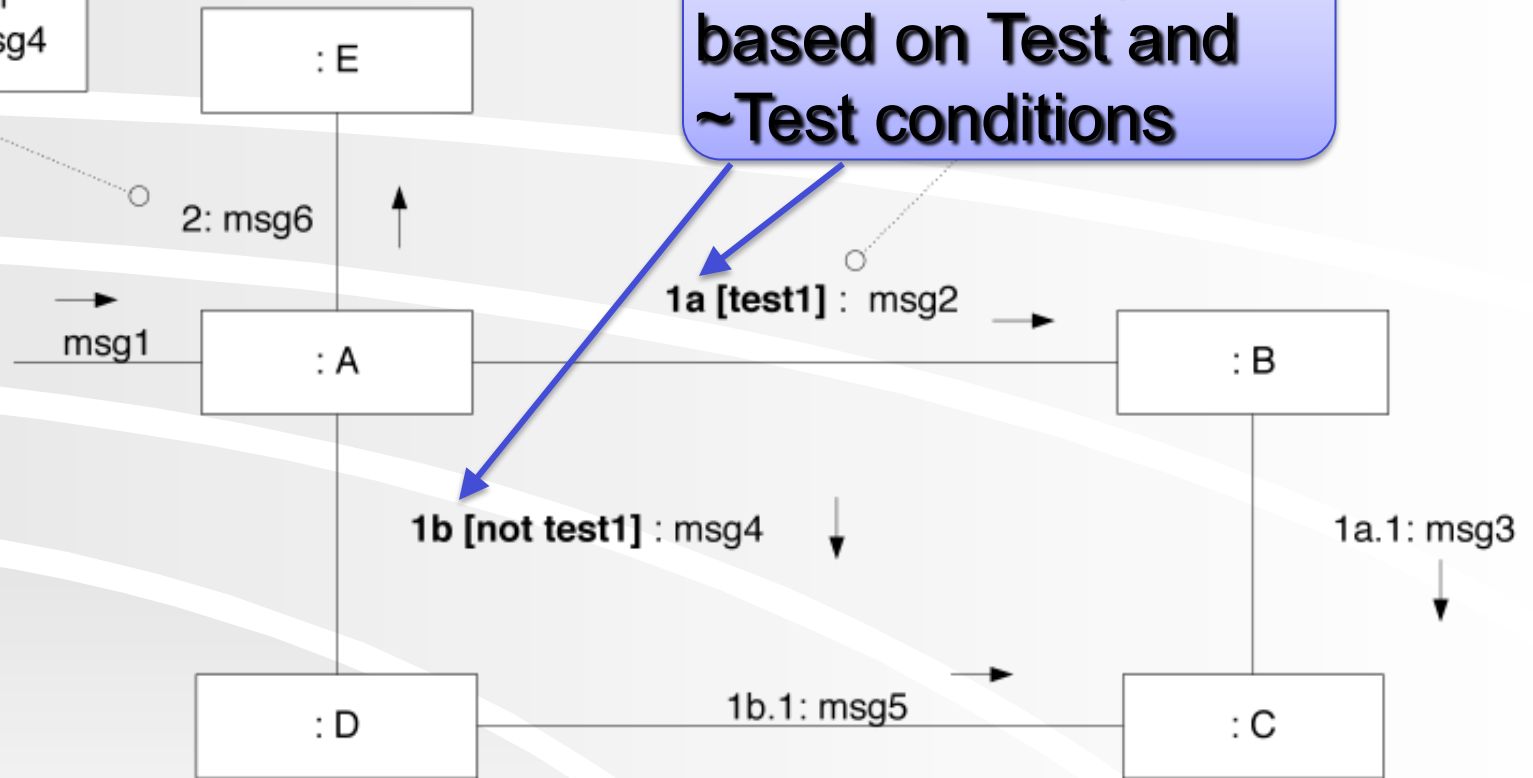 sg4
: E
based on Test and
~Test conditions
2: msg6
1a [test1] : msg2
msg1
: A
: B
1b [not test1] : msg4
1a.1: msg3
1b.1: msg5
: D
: C